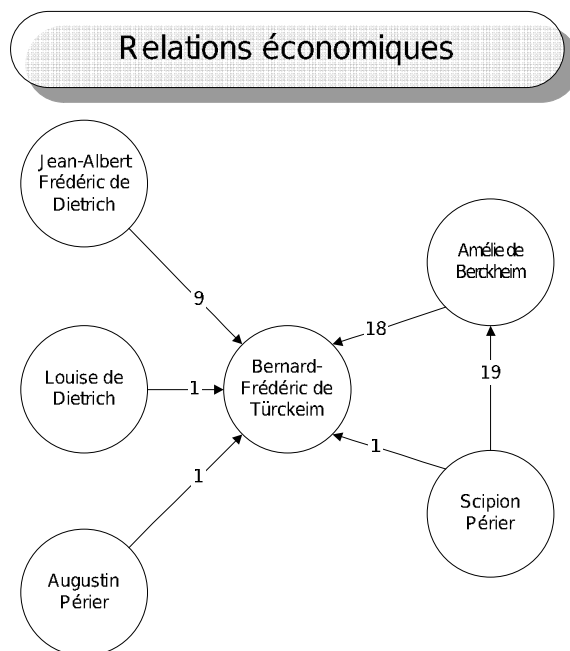 Relations économiques
Jean-Albert
Frédéric de
Dietrich
Amélie de
Berckheim
9
18
Bernard-
Frédéric de
Türckeim
Louise de
Dietrich
1
19
1
1
Scipion
Périer
Augustin
Périer